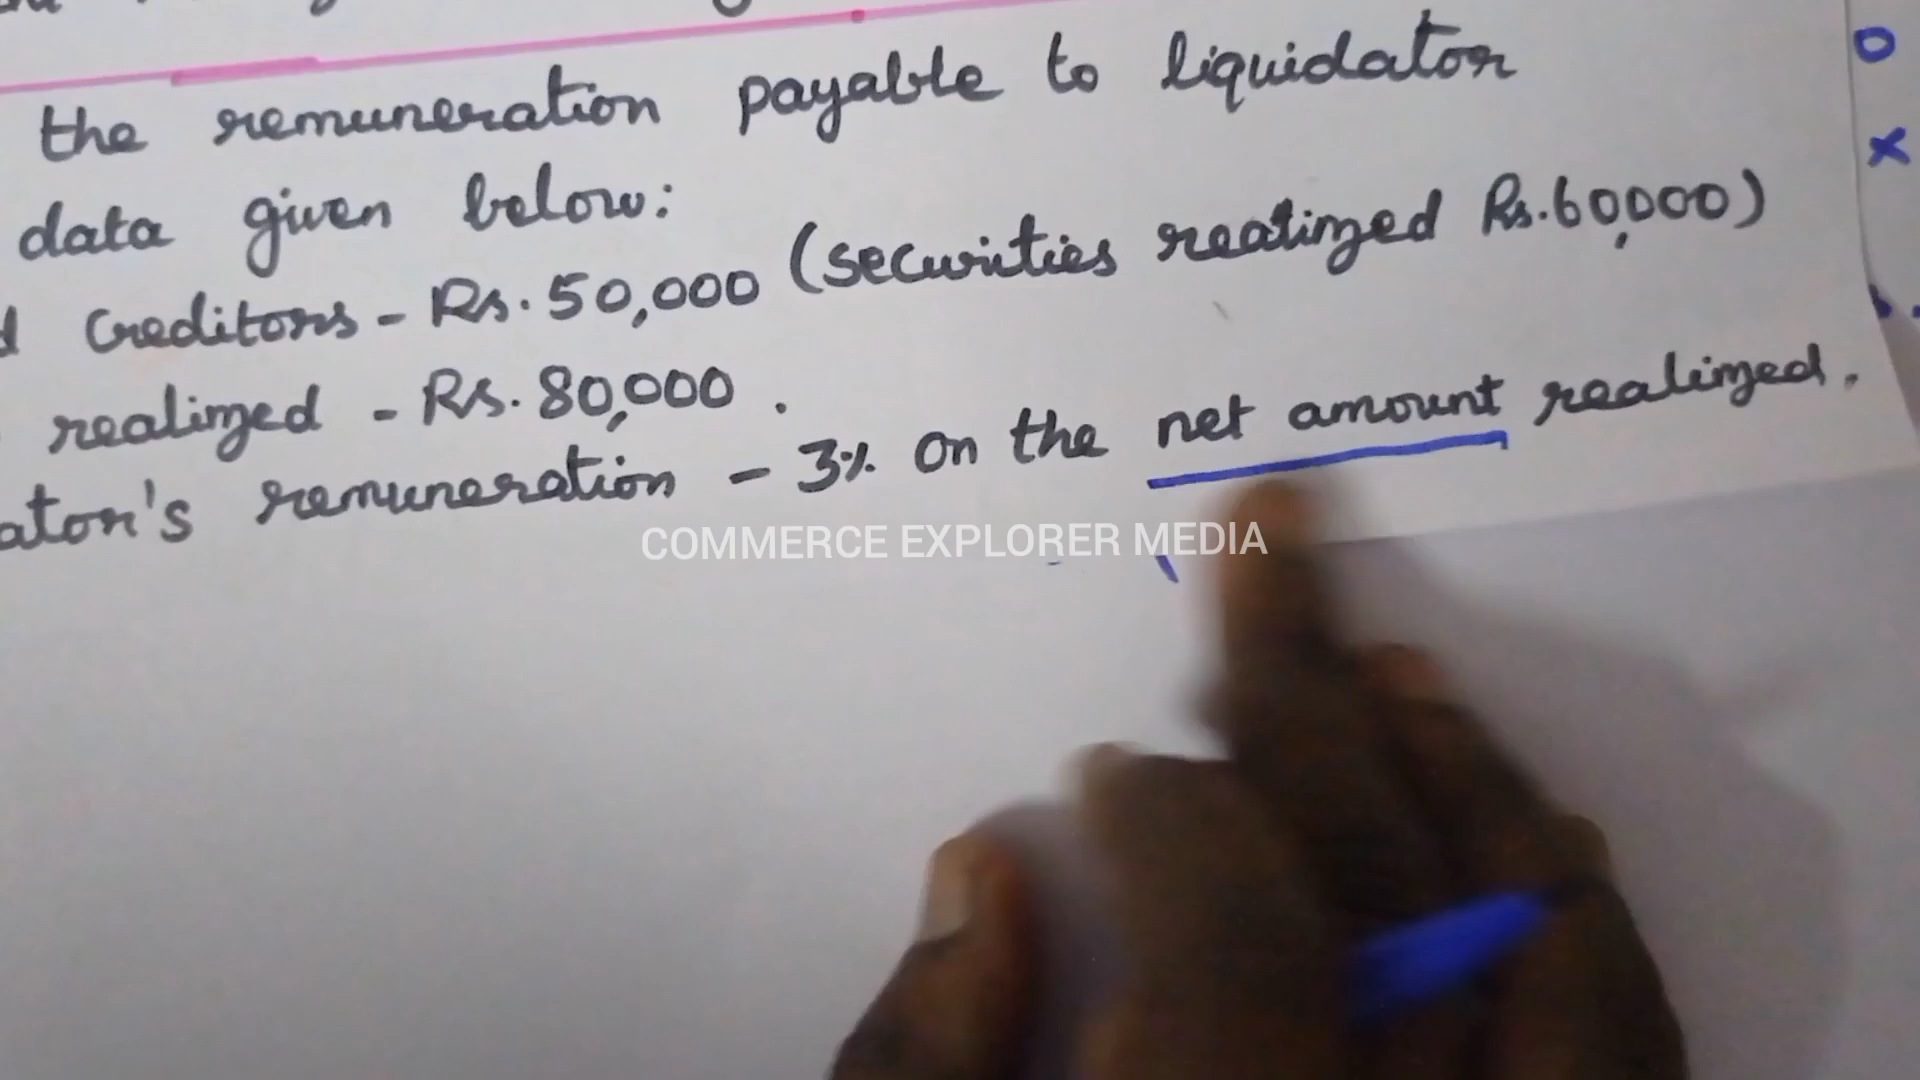 the remuneration payable to liquidator
data given below:
d Creditors - Rs. 50,000 (securities realized Rs. 60,000)
realized - Rs. 80,000.
ator's remuneration - 3% on the net amount realized.
COMMERCE EXPLORER MEDIA